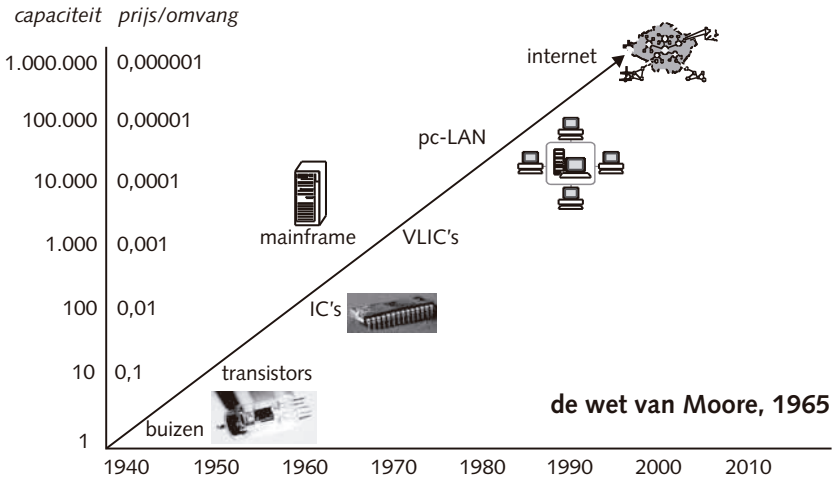 capaciteit prijs/omvang
internet
1.000.000 0,000001
100.000 0,00001
pc-LAN
10.000 0,0001
mainframe
VLIC's
1.000 0,001
IC's
100 0,01
10 0,1
transistors
de wet van Moore, 1965
buizen
1
1940 1950 1960 1970 1980 1990 2000 2010